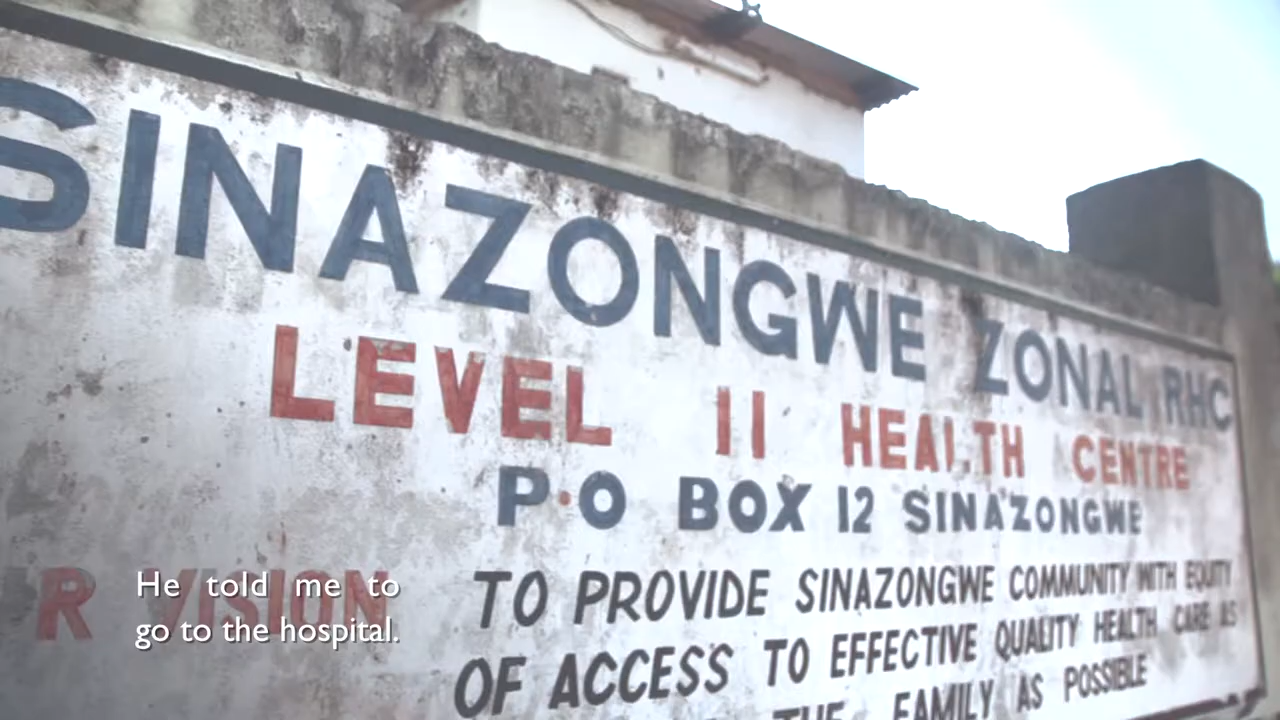 SINAZONGWE ZONAL RHC
LEVEL II HEALTH CENTRE
P.O BOX 12 SINAZONGWE
R VISION
TO PROVIDE SINAZONGWE COMMUNITY WITH EQUITY
OF ACCESS TO EFFECTIVE QUALITY HEALTH CARE AS
THE FAMILY AS POSSIBLE
He told me to
go to the hospital.